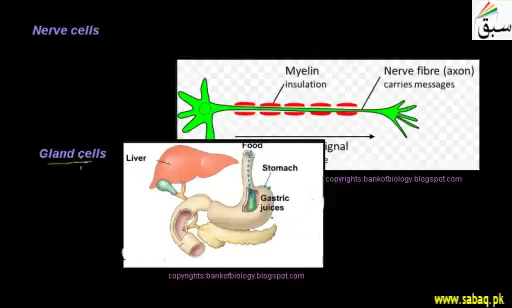 سبق
Nerve cells
Myelin
insulation
Nerve fibre (axon)
carries messages
Gland cells
Liver
Food
Stomach
Gastric
juices
copyrights:bankofbiology.blogspot.com
copyrights:bankofbiology.blogspot.com
www.sabaq.pk